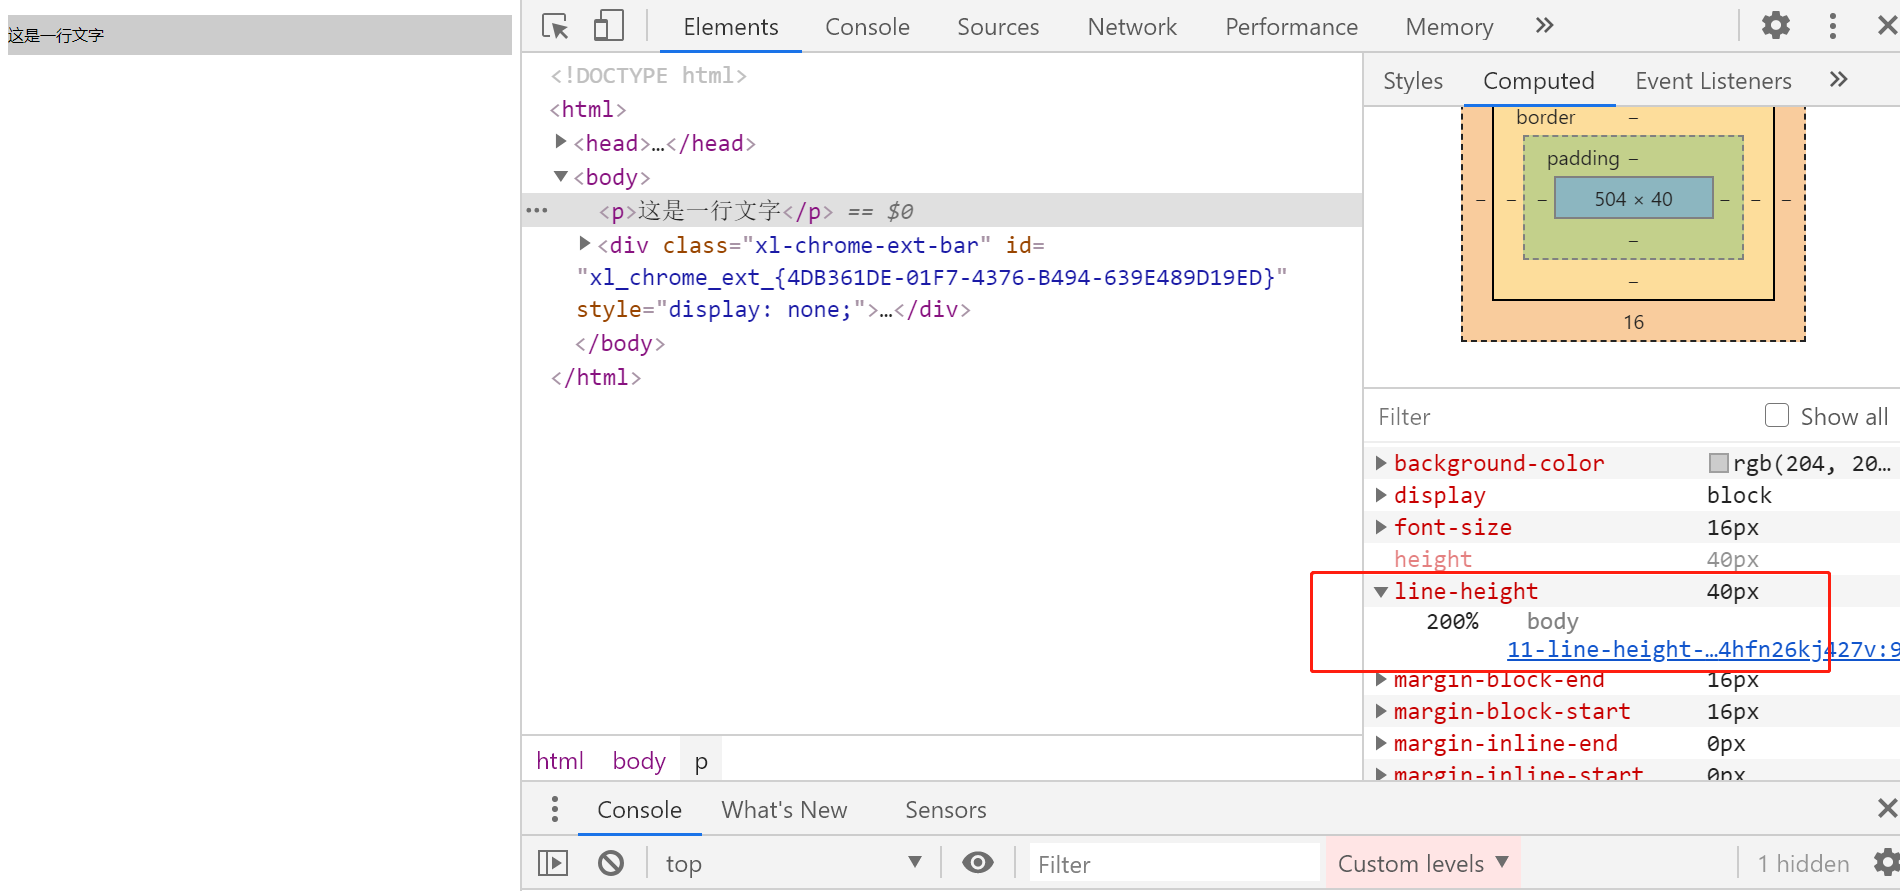 这是一行文字
Elements Console Sources Network Performance Memory »
<!DOCTYPE html>
<html>
<head>…</head>
<body>
… <p>这是一行文字</p> == $0
<div class="xl-chrome-ext-bar" id=
"xl_chrome_ext_{4DB361DE-01F7-4376-B494-639E489D19ED}"
style="display: none;">…</div>
</body>
</html>
html body p
Styles Computed Event Listeners »
border –
padding –
– – – 504 × 40 – – –
–
–
16
Filter Show all
background-color rgb(204, 20…
display block
font-size 16px
height 40px
line-height 40px
200% body
11-line-height-…4hfn26kj427v:9
margin-block-end 16px
margin-block-start 16px
margin-inline-end 0px
margin-inline-start 0px
Console What's New Sensors
top Filter Custom levels 1 hidden